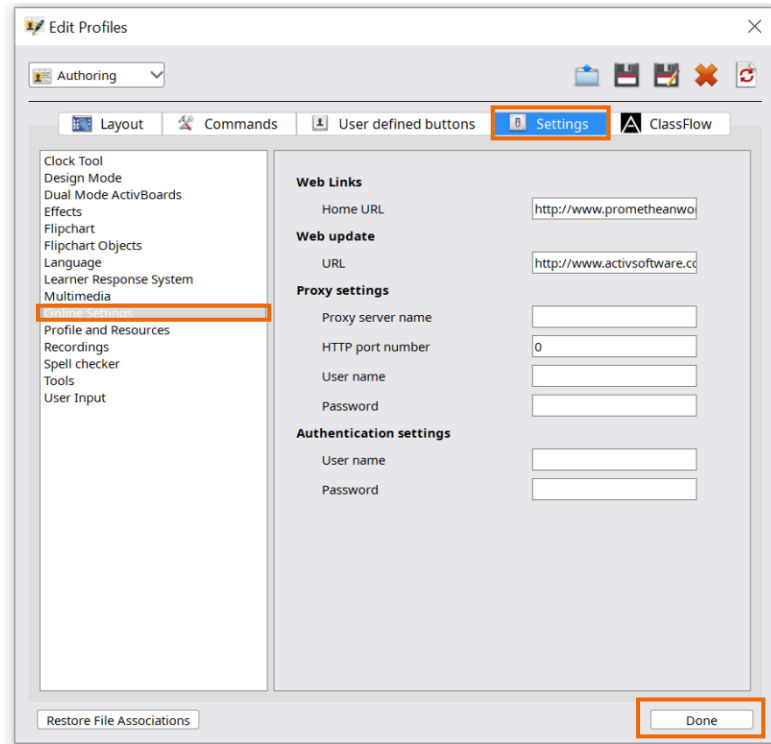 Edit Profiles
Authoring
Layout
Commands
User defined buttons
Settings
ClassFlow
Clock Tool
Design Mode
Dual Mode ActivBoards
Effects
Flipchart
Flipchart Objects
Language
Learner Response System
Multimedia
Online Settings
Profile and Resources
Recordings
Spell checker
Tools
User Input
Web Links
Home URL http://www.prometheanwo
Web update
URL http://www.activsoftware.co
Proxy settings
Proxy server name
HTTP port number 0
User name
Password
Authentication settings
User name
Password
Restore File Associations
Done